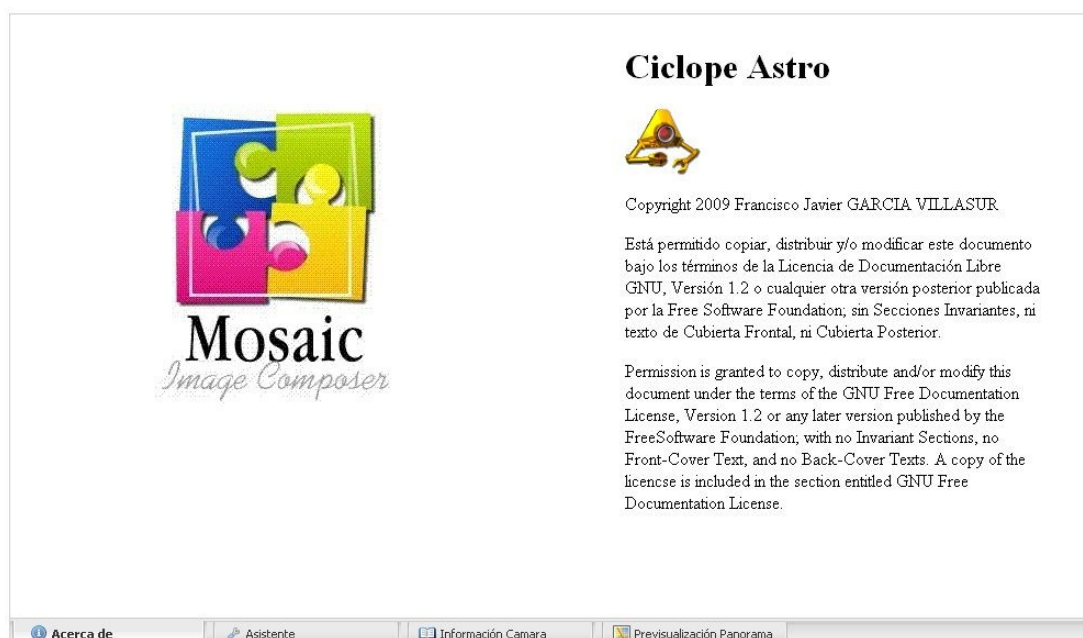 Mosaic
Image Composer
Ciclope Astro
Copyright 2009 Francisco Javier GARCIA VILLASUR
Está permitido copiar, distribuir y/o modificar este documento
bajo los términos de la Licencia de Documentación Libre
GNU, Versión 1.2 o cualquier otra versión posterior publicada
por la Free Software Foundation; sin Secciones Invariantes, ni
texto de Cubierta Frontal, ni Cubierta Posterior.
Permission is granted to copy, distribute and/or modify this
document under the terms of the GNU Free Documentation
License, Version 1.2 or any later version published by the
FreeSoftware Foundation; with no Invariant Sections, no
Front-Cover Text, and no Back-Cover Texts. A copy of the
licencse is included in the section entitled GNU Free
Documentation License.
Acerca de
Asistente
Información Camara
Previsualización Panorama